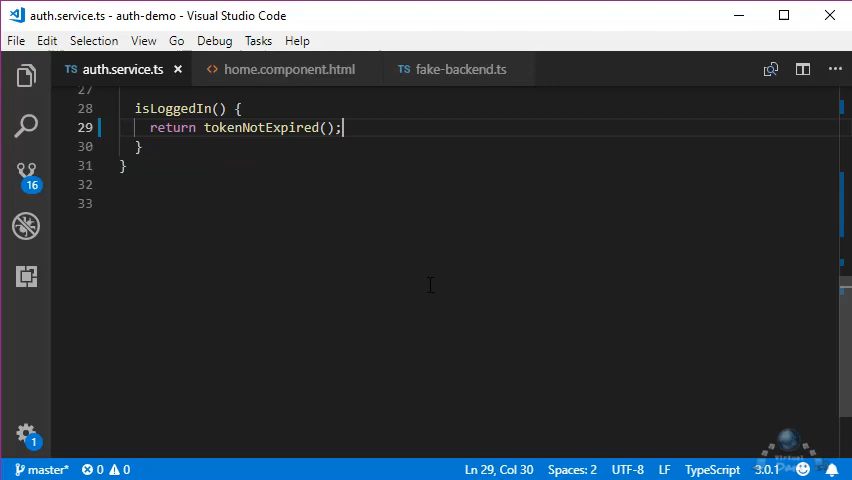 auth.service.ts - auth-demo - Visual Studio Code
File Edit Selection View Go Debug Tasks Help
TS auth.service.ts home.component.html TS fake-backend.ts
27
28 isLoggedIn() {
29 return tokenNotExpired();
30 }
31 }
32
33
16
1
Virtual
master* 0 0 Ln 29, Col 30 Spaces: 2 UTF-8 LF TypeScript 3.0.1